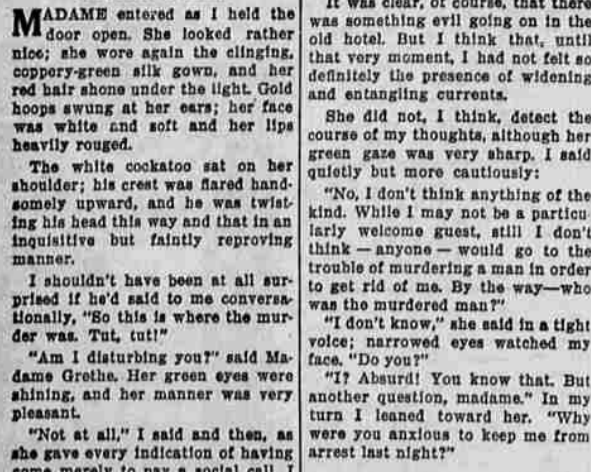 MADAME entered as I held the
door open. She looked rather
nice; she wore again the clinging,
coppery-green silk gown, and her
red hair shone under the light. Gold
hoops swung at her ears; her face
was white and soft and her lips
heavily rouged.
The white cockatoo sat on her
shoulder; his crest was flared hand-
somely upward, and he was twist-
ing his head this way and that in an
inquisitive but faintly reproving
manner.
I shouldn't have been at all sur-
prised if he'd said to me conversa-
tionally, "So this is where the mur-
der was. Tut, tut!"
"Am I disturbing you?" said Ma-
dame Grethe. Her green eyes were
shining, and her manner was very
pleasant.
"Not at all," I said and then, as
she gave every indication of having
come merely to pay a social call, I
It was clear, of course, that there
was something evil going on in the
old hotel. But I think that, until
that very moment, I had not felt so
definitely the presence of widening
and entangling currents.
She did not, I think, detect the
course of my thoughts, although her
green gaze was very sharp. I said
quietly but more cautiously:
"No, I don't think anything of the
kind. While I may not be a particu
larly welcome guest, still I don't
think — anyone — would go to the
trouble of murdering a man in order
to get rid of me. By the way—who
was the murdered man?"
"I don't know," she said in a tight
voice; narrowed eyes watched my
face. "Do you?"
"I? Absurd! You know that. But
another question, madame." In my
turn I leaned toward her. "Why
were you anxious to keep me from
arrest last night?"